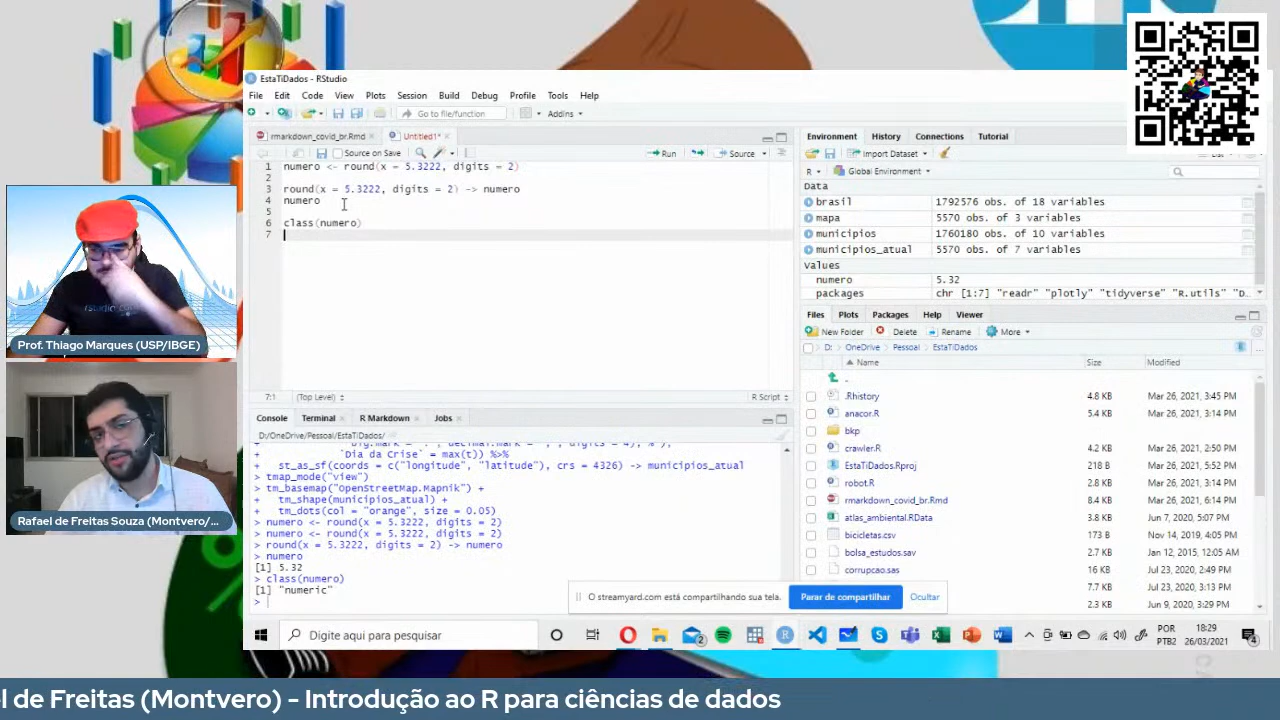 EstaTiDados - RStudio
File Edit Code View Plots Session Build Debug Profile Tools Help
Go to file/function
Addins
rmarkdown_covid_br.Rmd
Untitled1*
Source on Save
Run
Source
1 numero <- round(x = 5.3222, digits = 2)
2
3 round(x = 5.3222, digits = 2) -> numero
4 numero
5
6 class(numero)
7
7:1 (Top Level) R Script
Console Terminal R Markdown Jobs
D:/OneDrive/Pessoal/EstaTiDados/
+ `Dia da Crise` = max(t)) %>%
+ st_as_sf(coords = c("longitude", "latitude"), crs = 4326) -> municipios_atual
> tmap_mode("view")
> tm_basemap("OpenStreetMap.Mapnik") +
+ tm_shape(municipios_atual) +
+ tm_dots(col = "orange", size = 0.05)
> numero <- round(x = 5.3222, digits = 2)
> numero <- round(x = 5.3222, digits = 2)
> round(x = 5.3222, digits = 2) -> numero
> numero
[1] 5.32
> class(numero)
[1] "numeric"
>
Environment History Connections Tutorial
Import Dataset
R Global Environment
Data
brasil 1792576 obs. of 18 variables
mapa 5570 obs. of 3 variables
municipios 1760180 obs. of 10 variables
municipios_atual 5570 obs. of 7 variables
Values
numero 5.32
packages chr [1:7] "readr" "plotly" "tidyverse" "R.utils" "D…
Files Plots Packages Help Viewer
New Folder Delete Rename More
D: OneDrive Pessoal EstaTiDados
Name Size Modified
..
.Rhistory 4.8 KB Mar 26, 2021, 3:45 PM
anacor.R 5.4 KB Mar 26, 2021, 3:14 PM
bkp
crawler.R 4.2 KB Mar 26, 2021, 2:50 PM
EstaTiDados.Rproj 218 B Mar 26, 2021, 5:52 PM
robot.R 2.8 KB Mar 26, 2021, 3:14 PM
rmarkdown_covid_br.Rmd 8.4 KB Mar 26, 2021, 6:14 PM
atlas_ambiental.RData 3.8 KB Jun 7, 2020, 5:07 PM
bicicletas.csv 173 B Nov 14, 2019, 4:05 PM
bolsa_estudos.sav 2.7 KB Jan 12, 2015, 12:05 AM
corrupcao.sas 16 KB Jul 23, 2020, 2:49 PM
7.7 KB Jul 23, 2020, 3:13 PM
2.3 KB Jun 9, 2020, 3:29 PM
O streamyard.com está compartilhando sua tela. Parar de compartilhar Ocultar
Digite aqui para pesquisar
POR
PTB2
18:29
26/03/2021
Prof. Thiago Marques (USP/IBGE)
Rafael de Freitas Souza (Montvero/...
el de Freitas (Montvero) - Introdução ao R para ciências de dados